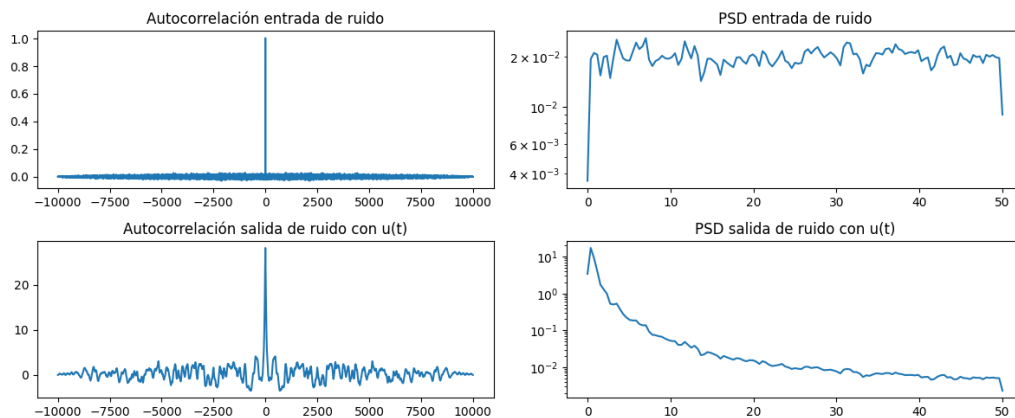 Autocorrelación entrada de ruido
1.0
0.8
0.6
0.4
0.2
0.0
−10000 −7500 −5000 −2500 0 2500 5000 7500 10000
PSD entrada de ruido
2 × 10⁻²
10⁻²
6 × 10⁻³
4 × 10⁻³
0 10 20 30 40 50
Autocorrelación salida de ruido con u(t)
20
10
0
−10000 −7500 −5000 −2500 0 2500 5000 7500 10000
PSD salida de ruido con u(t)
10¹
10⁰
10⁻¹
10⁻²
0 10 20 30 40 50